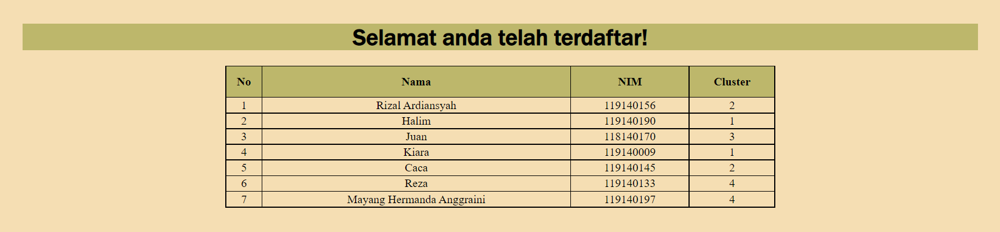 Selamat anda telah terdaftar!
No Nama NIM Cluster
1 Rizal Ardiansyah 119140156 2
2 Halim 119140190 1
3 Juan 118140170 3
4 Kiara 119140009 1
5 Caca 119140145 2
6 Reza 119140133 4
7 Mayang Hermanda Anggraini 119140197 4